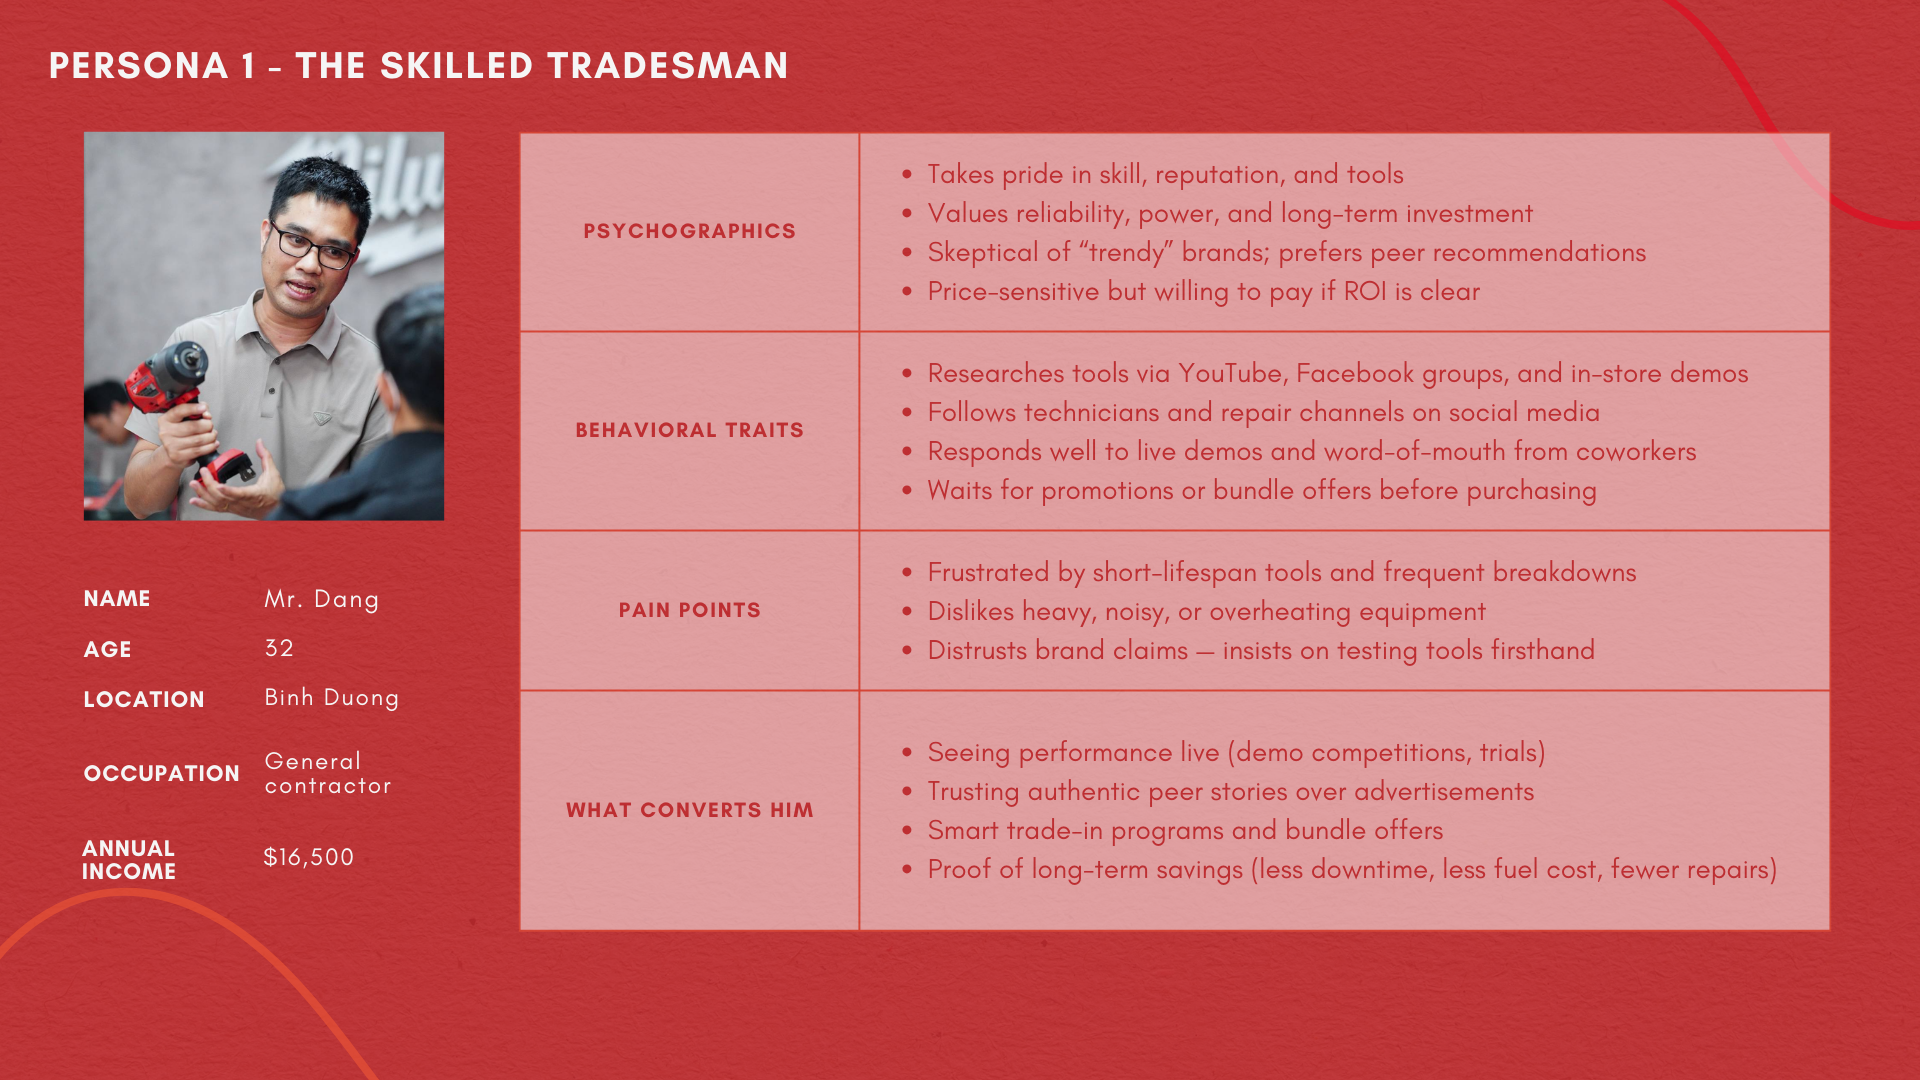 PERSONA 1 - THE SKILLED TRADESMAN
NAME Mr. Dang
AGE 32
LOCATION Binh Duong
OCCUPATION General
contractor
ANNUAL
INCOME $16,500
PSYCHOGRAPHICS
• Takes pride in skill, reputation, and tools
• Values reliability, power, and long-term investment
• Skeptical of “trendy” brands; prefers peer recommendations
• Price-sensitive but willing to pay if ROI is clear
BEHAVIORAL TRAITS
• Researches tools via YouTube, Facebook groups, and in-store demos
• Follows technicians and repair channels on social media
• Responds well to live demos and word-of-mouth from coworkers
• Waits for promotions or bundle offers before purchasing
PAIN POINTS
• Frustrated by short-lifespan tools and frequent breakdowns
• Dislikes heavy, noisy, or overheating equipment
• Distrusts brand claims — insists on testing tools firsthand
WHAT CONVERTS HIM
• Seeing performance live (demo competitions, trials)
• Trusting authentic peer stories over advertisements
• Smart trade-in programs and bundle offers
• Proof of long-term savings (less downtime, less fuel cost, fewer repairs)